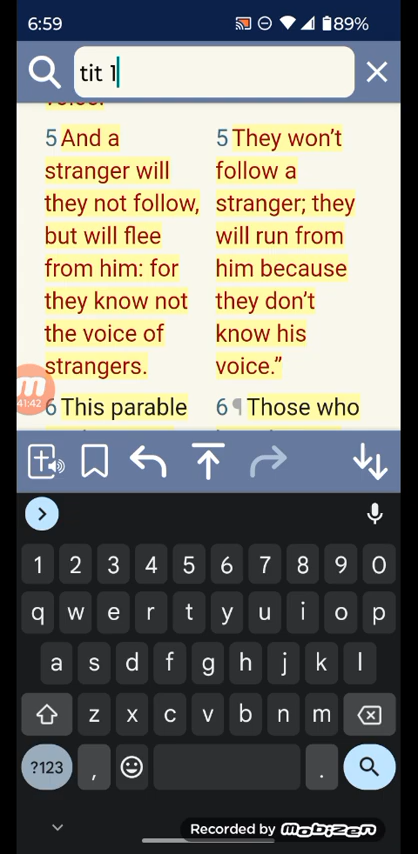 6:59
89%
tit 1
5 And a
stranger will
they not follow,
but will flee
from him: for
they know not
the voice of
strangers.
6 This parable
5 They won’t
follow a
stranger; they
will run from
him because
they don’t
know his
voice.”
6 ¶ Those who
41:42
1 2 3 4 5 6 7 8 9 0
q w e r t y u i o p
a s d f g h j k l
z x c v b n m
?123 , .
Recorded by mobizen